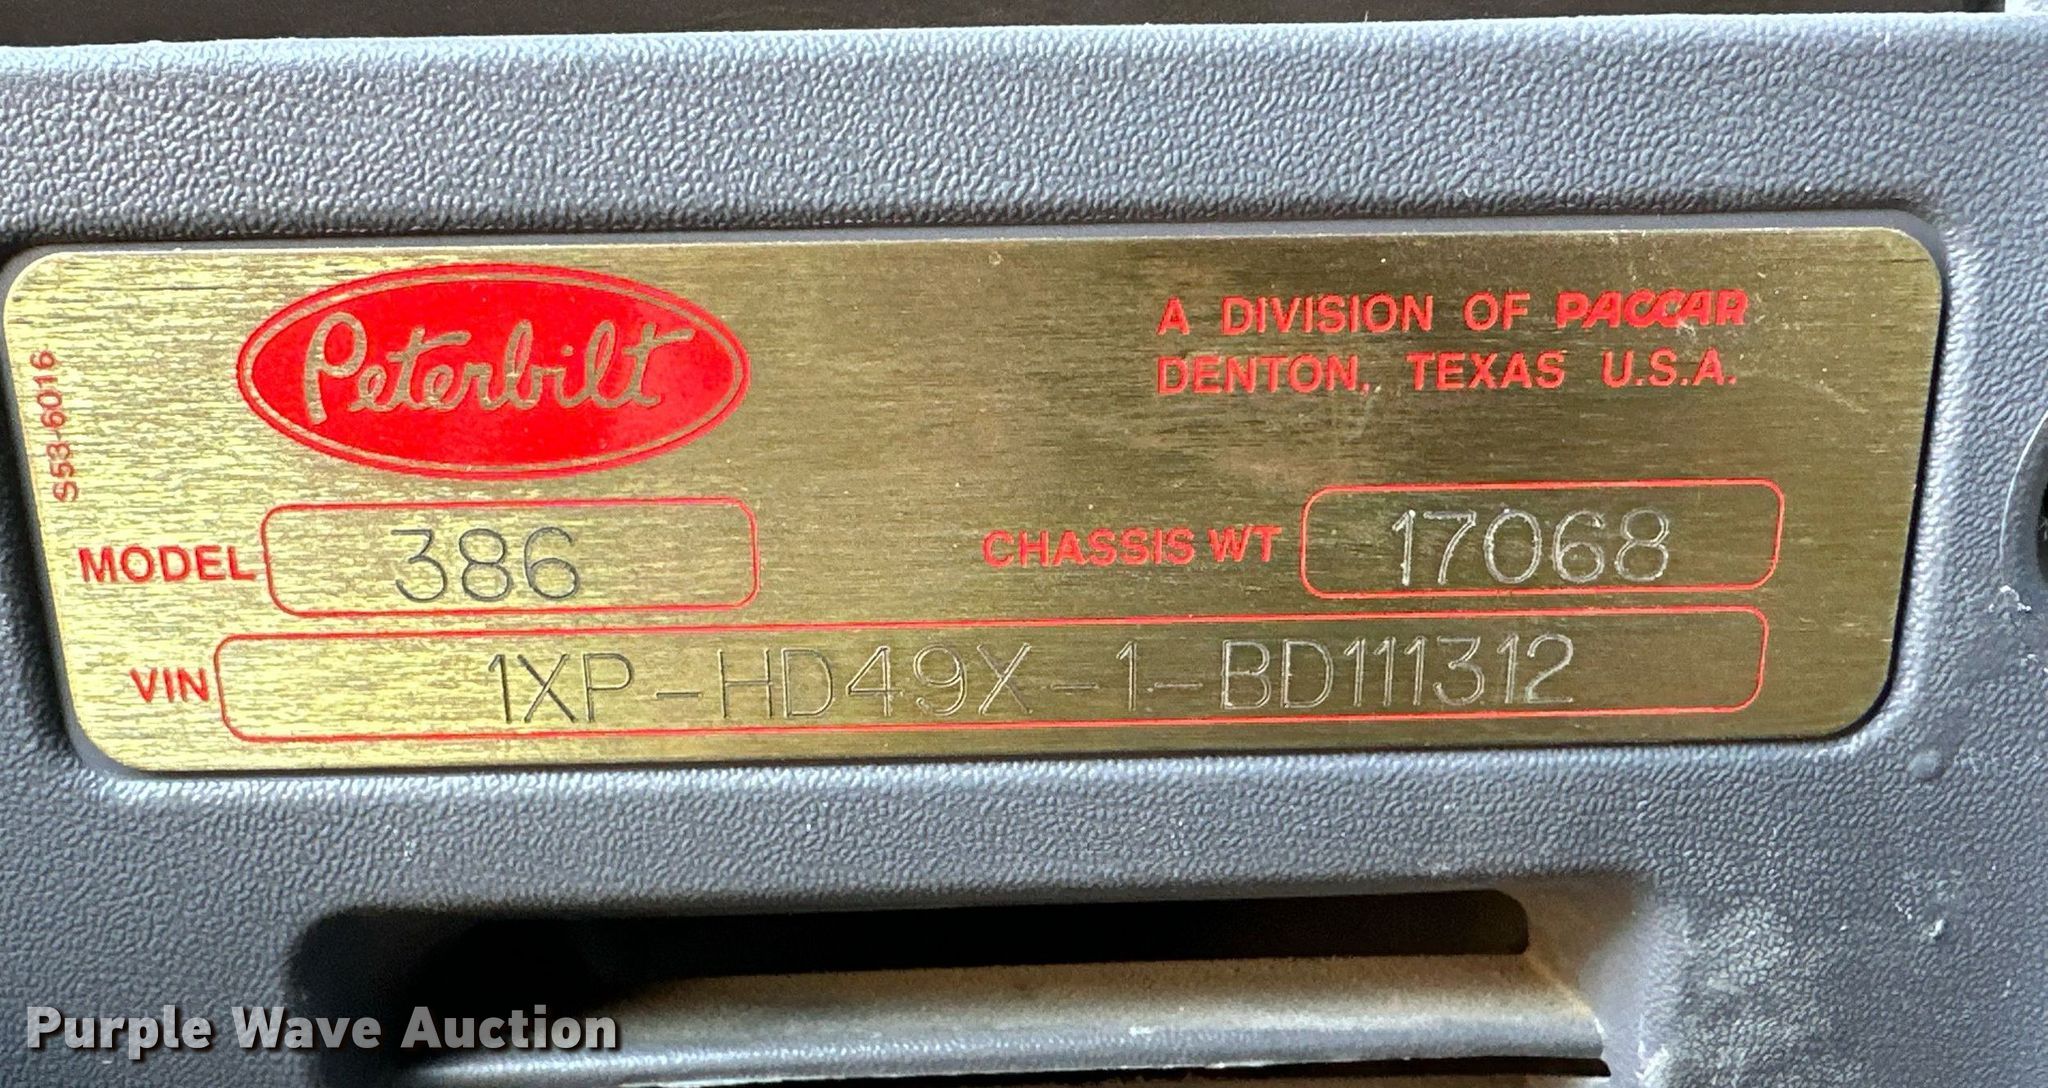 Peterbilt
A DIVISION OF PACCAR
DENTON, TEXAS U.S.A.
S53-6016
MODEL 386
CHASSIS WT 17068
VIN 1XP-HD49X-1-BD111312
Purple Wave Auction